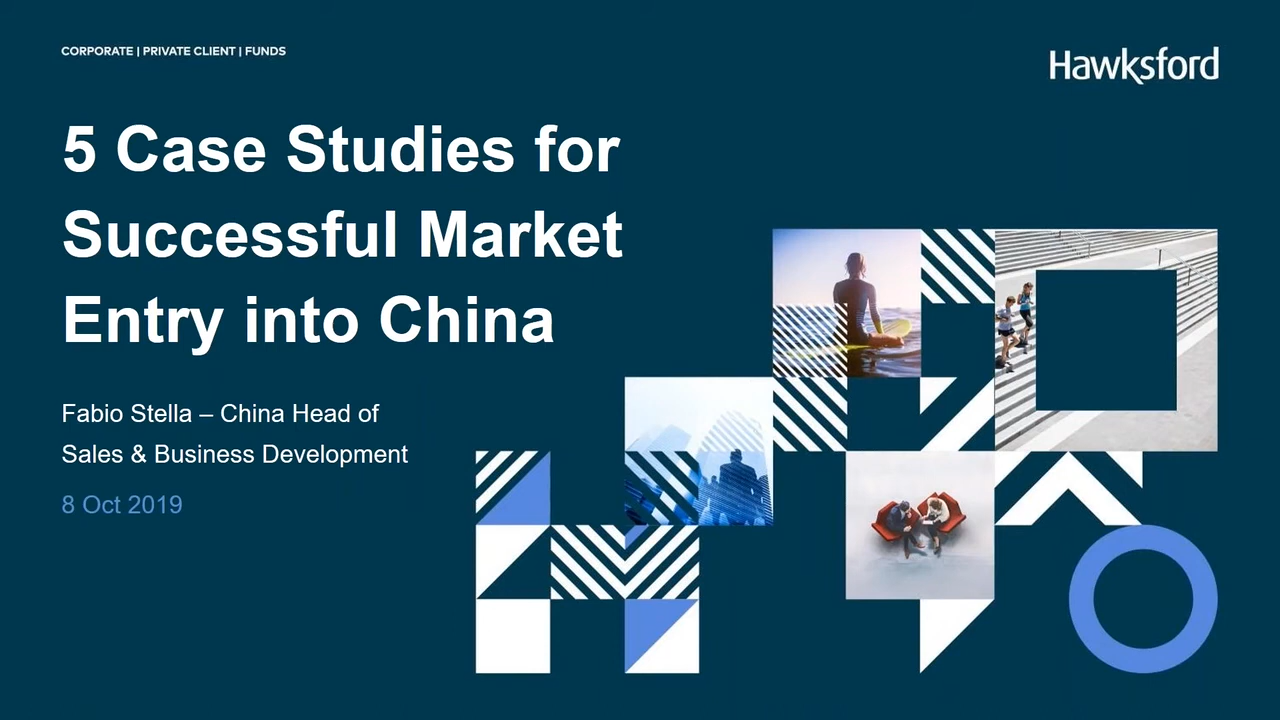 CORPORATE | PRIVATE CLIENT | FUNDS
Hawksford
5 Case Studies for
Successful Market
Entry into China
Fabio Stella – China Head of
Sales & Business Development
8 Oct 2019